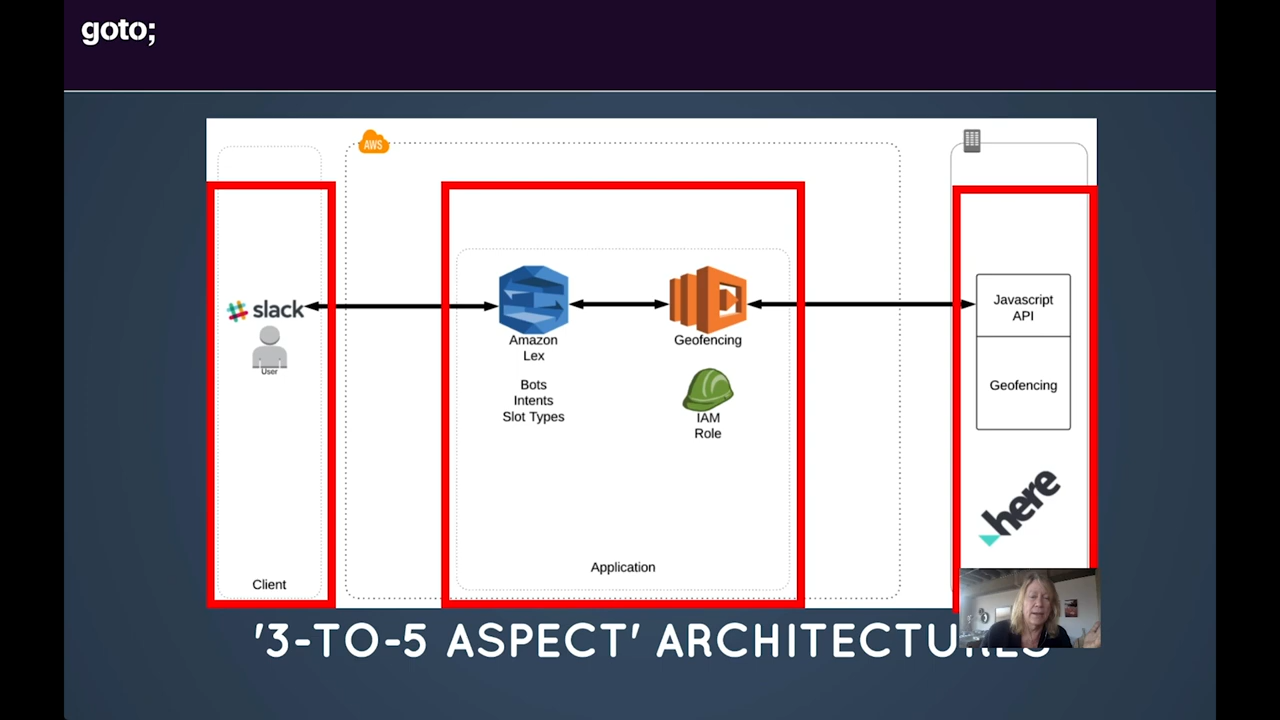 goto;
AWS
slack
User
Client
Amazon
Lex
Bots
Intents
Slot Types
Geofencing
IAM
Role
Application
Javascript
API
Geofencing
here
'3-TO-5 ASPECT' ARCHITECTURES